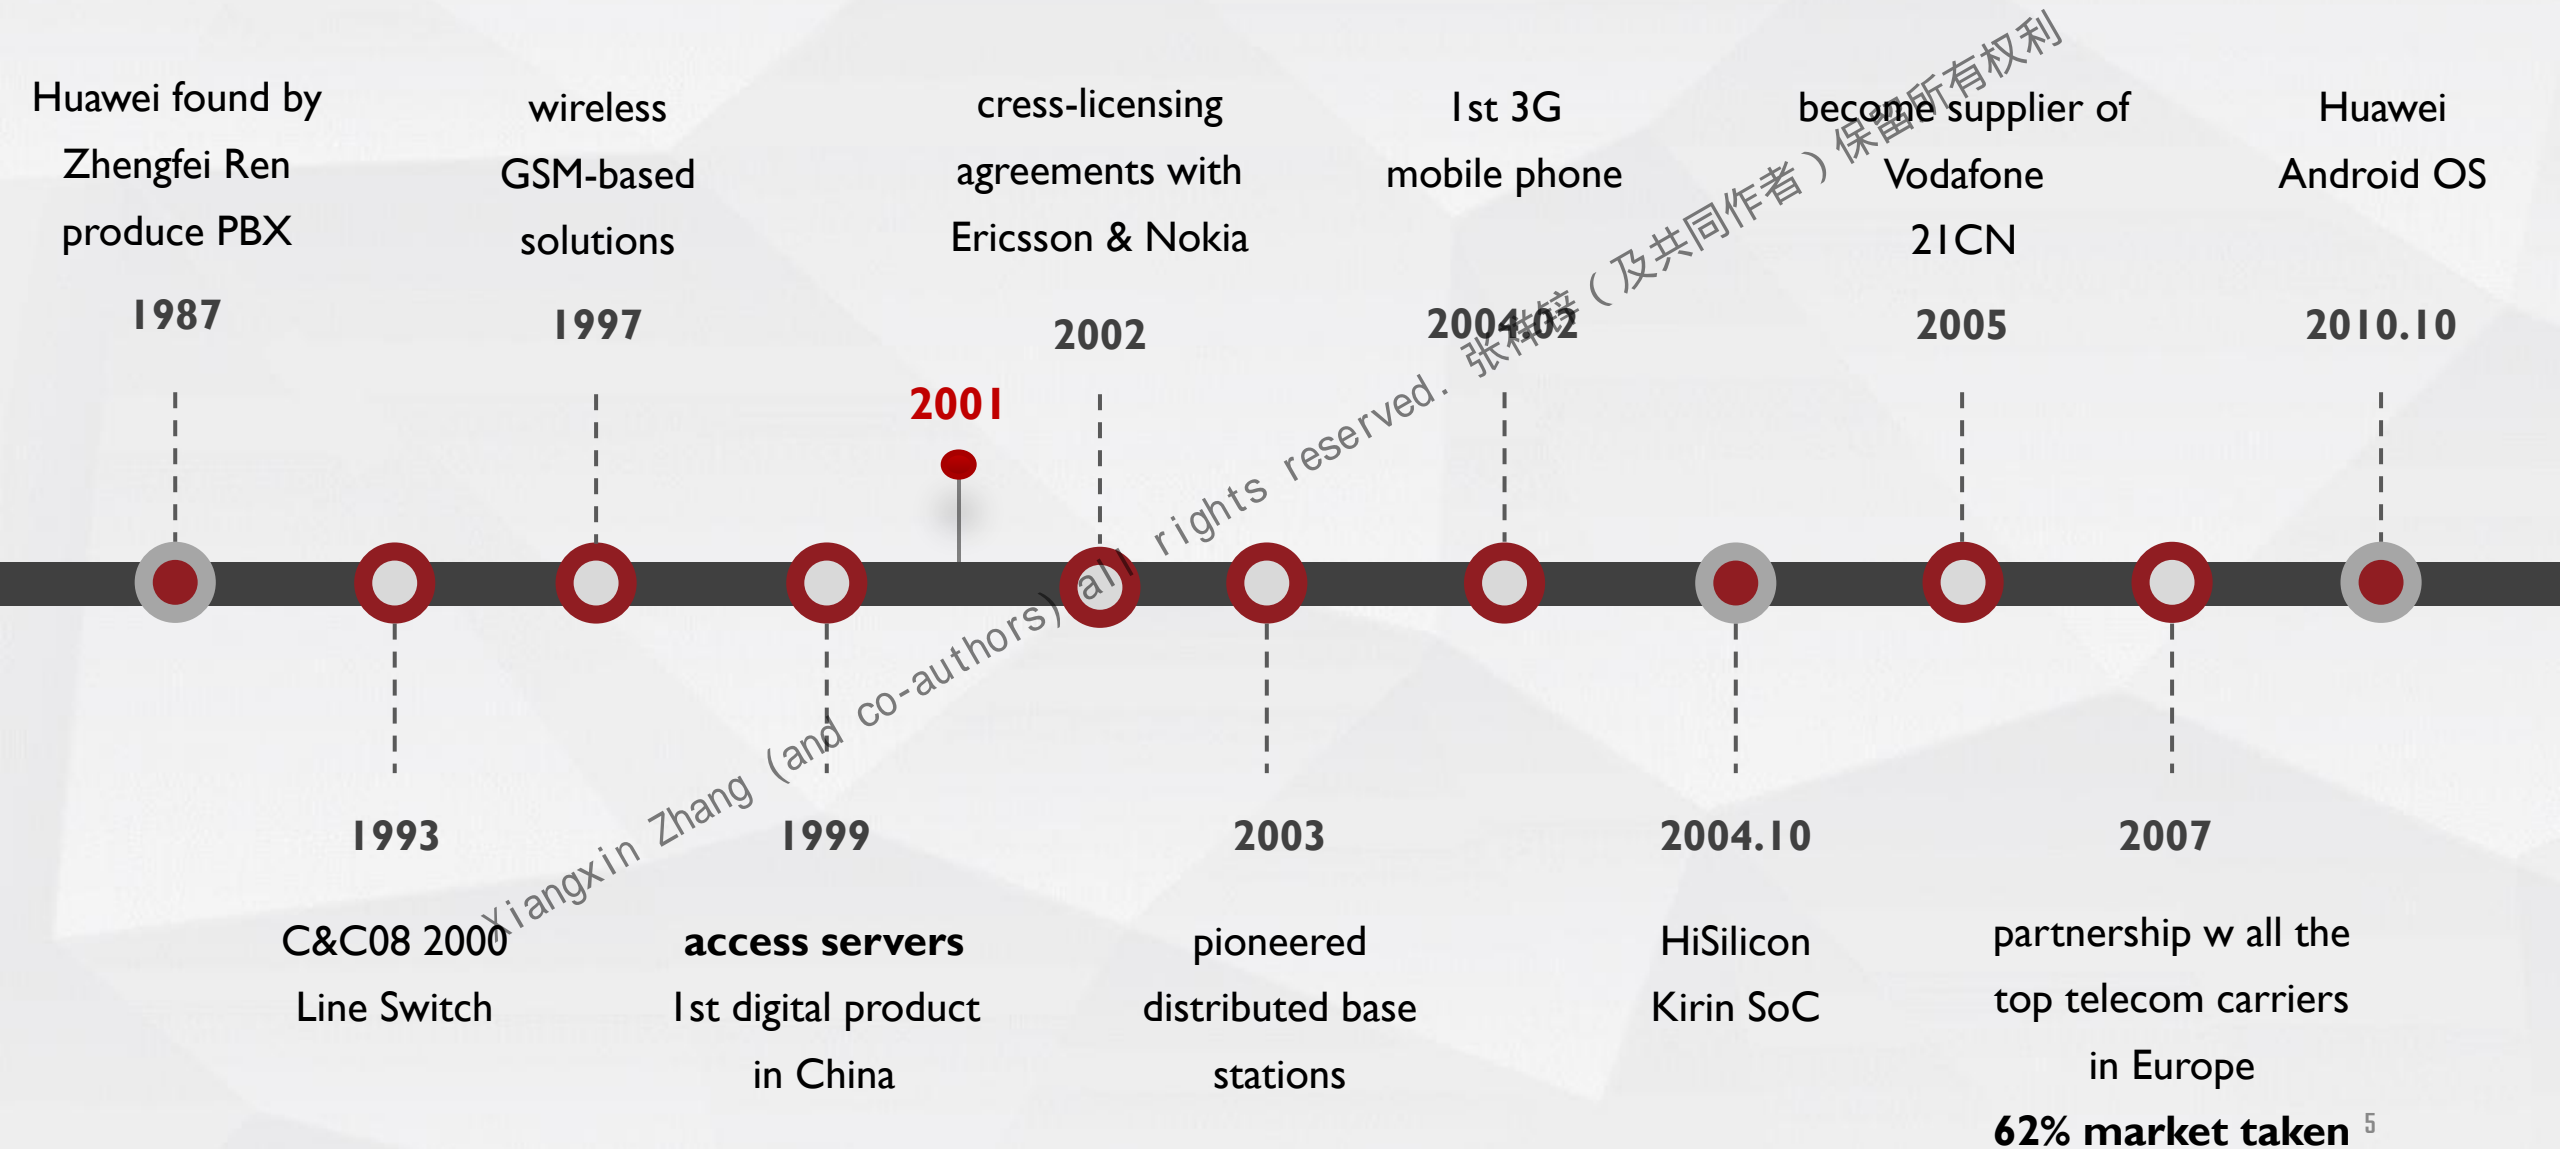 Huawei found by
Zhengfei Ren
produce PBX
1987
wireless
GSM-based
solutions
1997
cress-licensing
agreements with
Ericsson & Nokia
2002
1st 3G
mobile phone
2004.02
become supplier of
Vodafone
21CN
2005
Huawei
Android OS
2010.10
2001
1993
C&C08 2000
Line Switch
1999
access servers
1st digital product
in China
2003
pioneered
distributed base
stations
2004.10
HiSilicon
Kirin SoC
2007
partnership w all the
top telecom carriers
in Europe
62% market taken
5
Xiangxin Zhang (and co-authors) all rights reserved. 张祥锌（及共同作者）保留所有权利